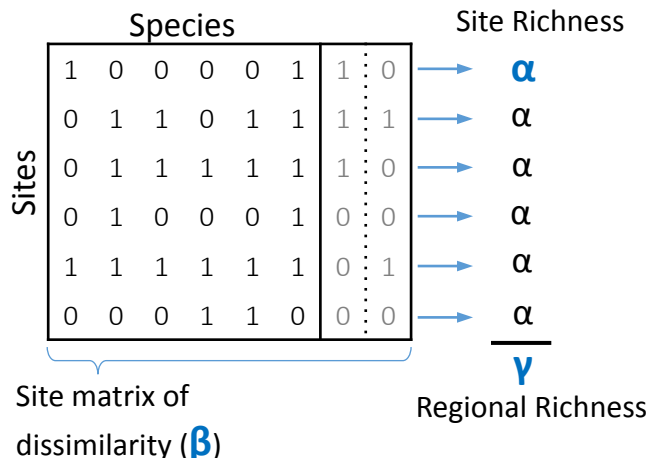 Species
Site Richness
Sites
1 0 0 0 0 1 1 0 α
0 1 1 0 1 1 1 1 α
0 1 1 1 1 1 1 0 α
0 1 0 0 0 1 0 0 α
1 1 1 1 1 1 0 1 α
0 0 0 1 1 0 0 0 α
γ
Regional Richness
Site matrix of
dissimilarity (β)